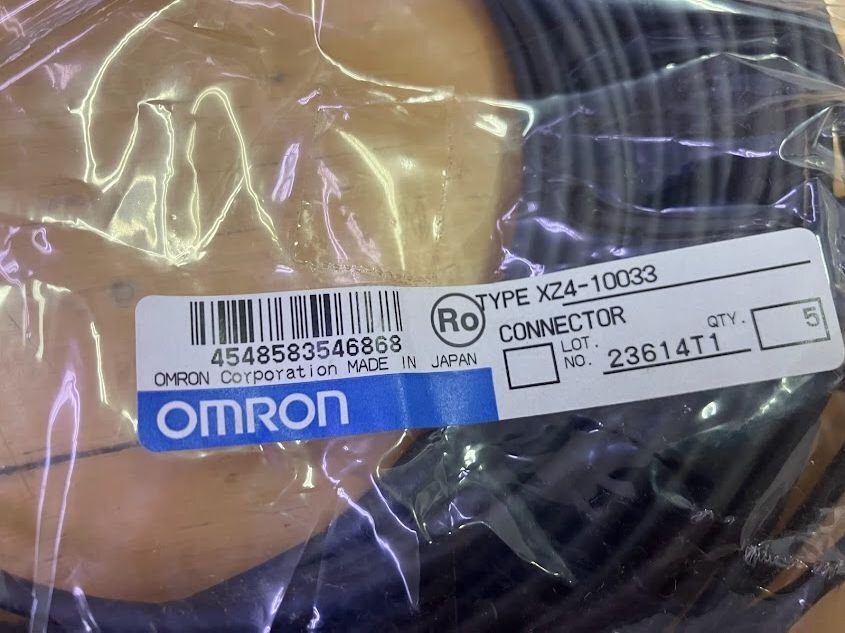 4548583546868
OMRON Corporation MADE IN JAPAN
OMRON
Ro
TYPE XZ4-10033
CONNECTOR
LOT. NO. 23614T1
QTY. 5